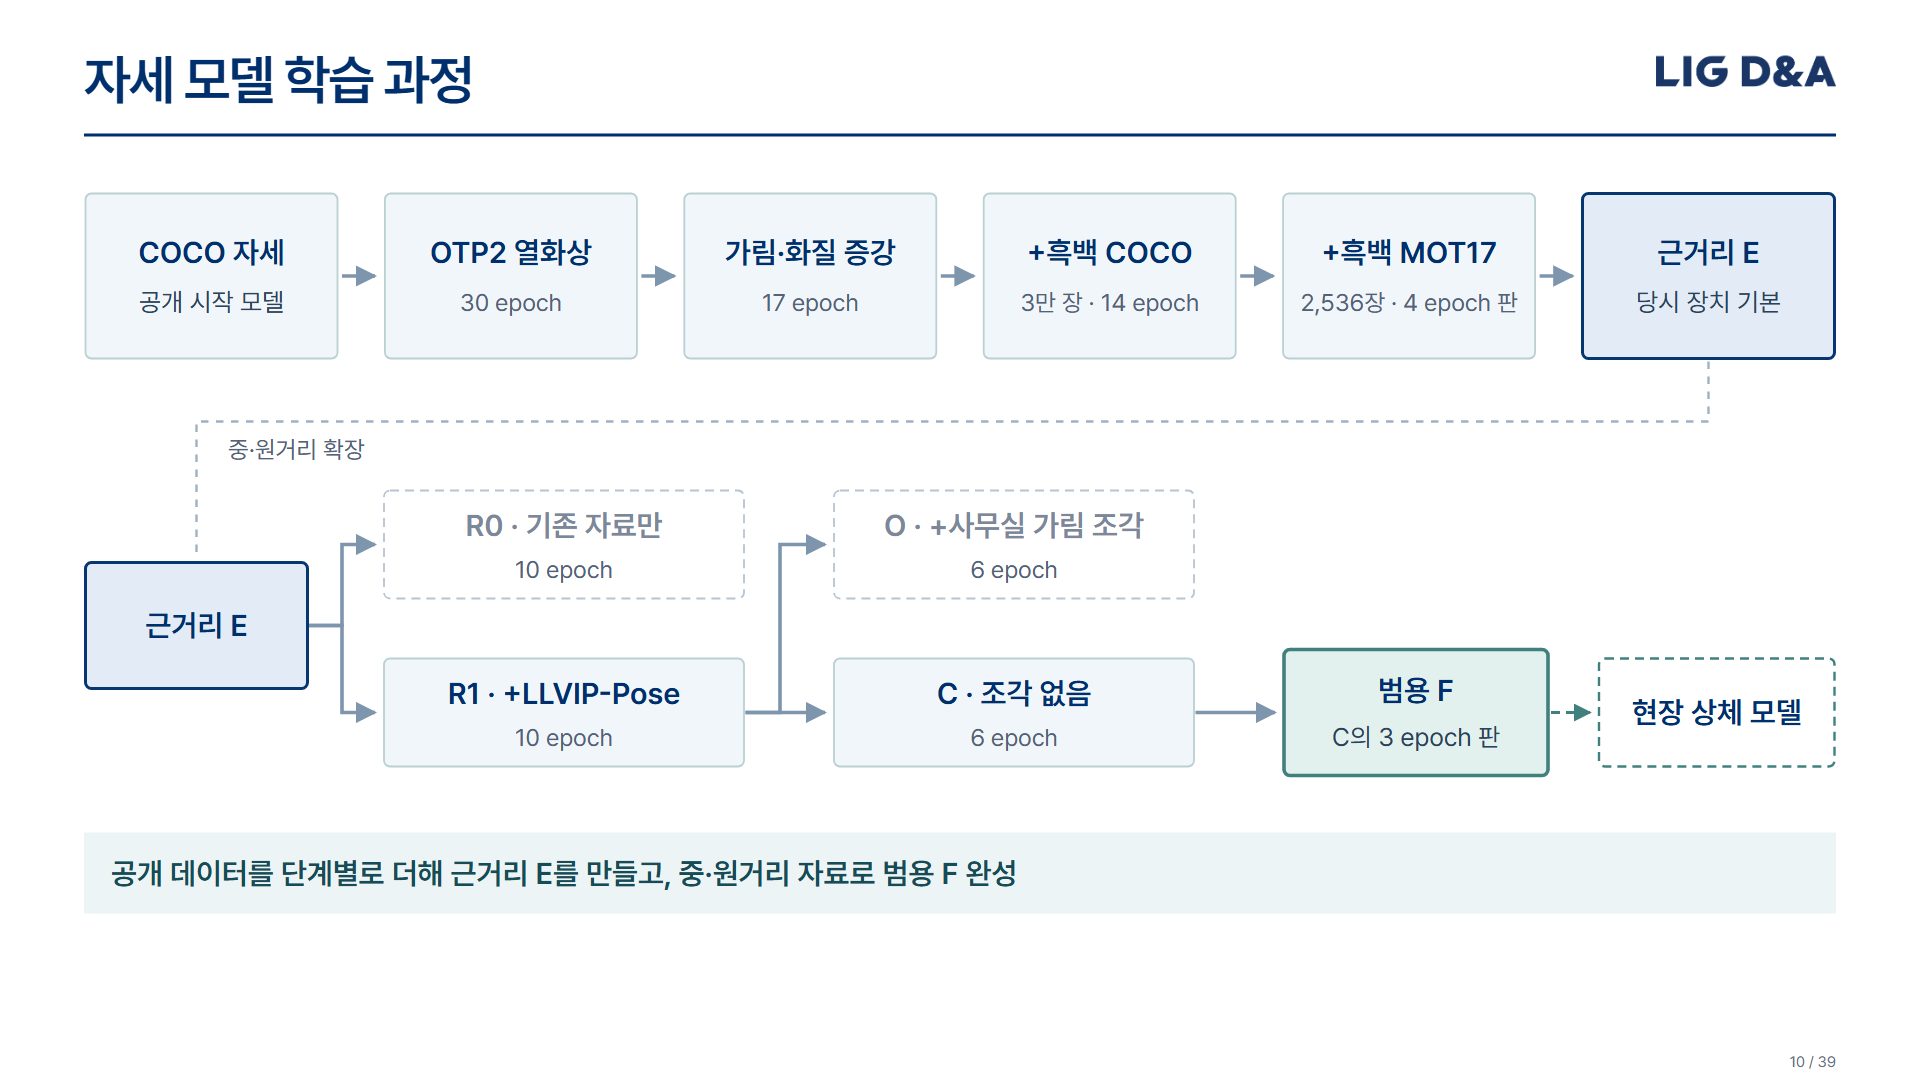 자세 모델 학습 과정
LIG D&A
COCO 자세
공개 시작 모델
OTP2 열화상
30 epoch
가림·화질 증강
17 epoch
+흑백 COCO
3만 장 · 14 epoch
+흑백 MOT17
2,536장 · 4 epoch 판
근거리 E
당시 장치 기본
중·원거리 확장
근거리 E
R0 · 기존 자료만
10 epoch
R1 · +LLVIP-Pose
10 epoch
O · +사무실 가림 조각
6 epoch
C · 조각 없음
6 epoch
범용 F
C의 3 epoch 판
현장 상체 모델
공개 데이터를 단계별로 더해 근거리 E를 만들고, 중·원거리 자료로 범용 F 완성
10 / 39